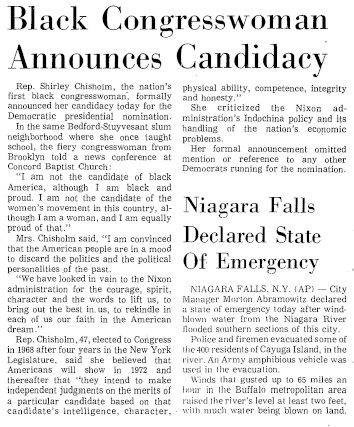 Black Congresswoman
Announces Candidacy
Rep. Shirley Chisholm, the nation's
first black congresswoman, formally
announced her candidacy today for the
Democratic presidential nomination.
In the same Bedford-Stuyvesant slum
neighborhood where she once taught
school, the fiery congresswoman from
Brooklyn told a news conference at
Concord Baptist Church:
"I am not the candidate of black
America, although I am black and
proud. I am not the candidate of the
women's movement in this country, al-
though I am a woman, and I am equally
proud of that."
Mrs. Chisholm said, "I am convinced
that the American people are in a mood
to discard the politics and the political
personalities of the past.
"We have looked in vain to the Nixon
administration for the courage, spirit,
character and the words to lift us, to
bring out the best in us, to rekindle in
each of us our faith in the American
dream."
Rep. Chisholm, 47, elected to Congress
in 1968 after four years in the New York
Legislature, said she believed that
Americans will show in 1972 and
thereafter that "they intend to make
independent judgments on the merits of
a particular candidate based on that
candidate's intelligence, character,
physical ability, competence, integrity
and honesty."
She criticized the Nixon ad-
ministration's Indochina policy and its
handling of the nation's economic
problems.
Her formal announcement omitted
mention or reference to any other
Democrats running for the nomination.
Niagara Falls
Declared State
Of Emergency
NIAGARA FALLS, N.Y. (AP) — City
Manager Morton Abramowitz declared
a state of emergency today after wind-
blown water from the Niagara River
flooded southern sections of this city.
Police and firemen evacuated some of
the 400 residents of Cayuga Island, in the
river. An Army amphibious vehicle was
used in the evacuation.
Winds that gusted up to 65 miles an
hour in the Buffalo metropolitan area
raised the river's level at least two feet,
with much water being blown on land.